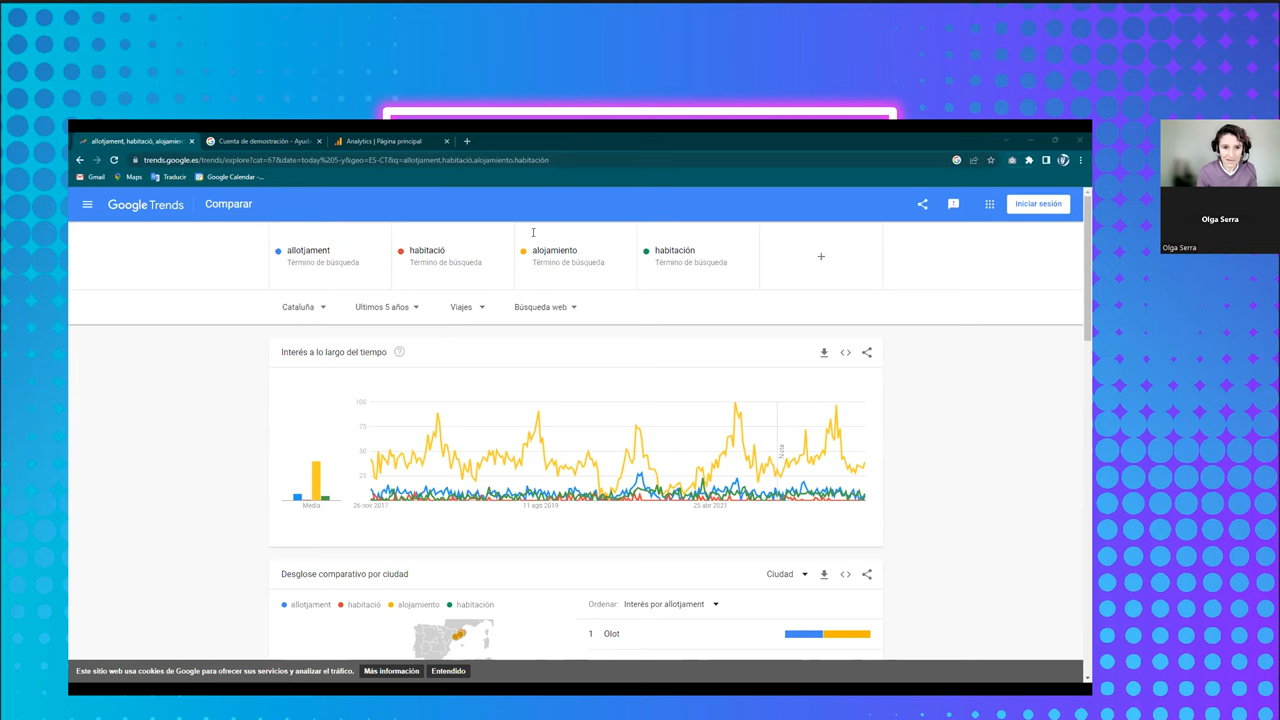 allotjament, habitació, alojamien
Cuenta de demostración - Ayud
Analytics | Página principal
trends.google.es/trends/explore?cat=67&date=today%205-y&geo=ES-CT&q=allotjament,habitació,alojamiento,habitación
Gmail
Maps
Traducir
Google Calendar -...
Google Trends
Comparar
Iniciar sesión
allotjament
Término de búsqueda
habitació
Término de búsqueda
alojamiento
Término de búsqueda
habitación
Término de búsqueda
Cataluña
Últimos 5 años
Viajes
Búsqueda web
Interés a lo largo del tiempo
100
75
50
25
Nota
Media
26 nov 2017
11 ago 2019
25 abr 2021
Desglose comparativo por ciudad
Ciudad
allotjament
habitació
alojamiento
habitación
Ordenar: Interés por allotjament
1 Olot
Este sitio web usa cookies de Google para ofrecer sus servicios y analizar el tráfico.
Más información
Entendido
Olga Serra
Olga Serra